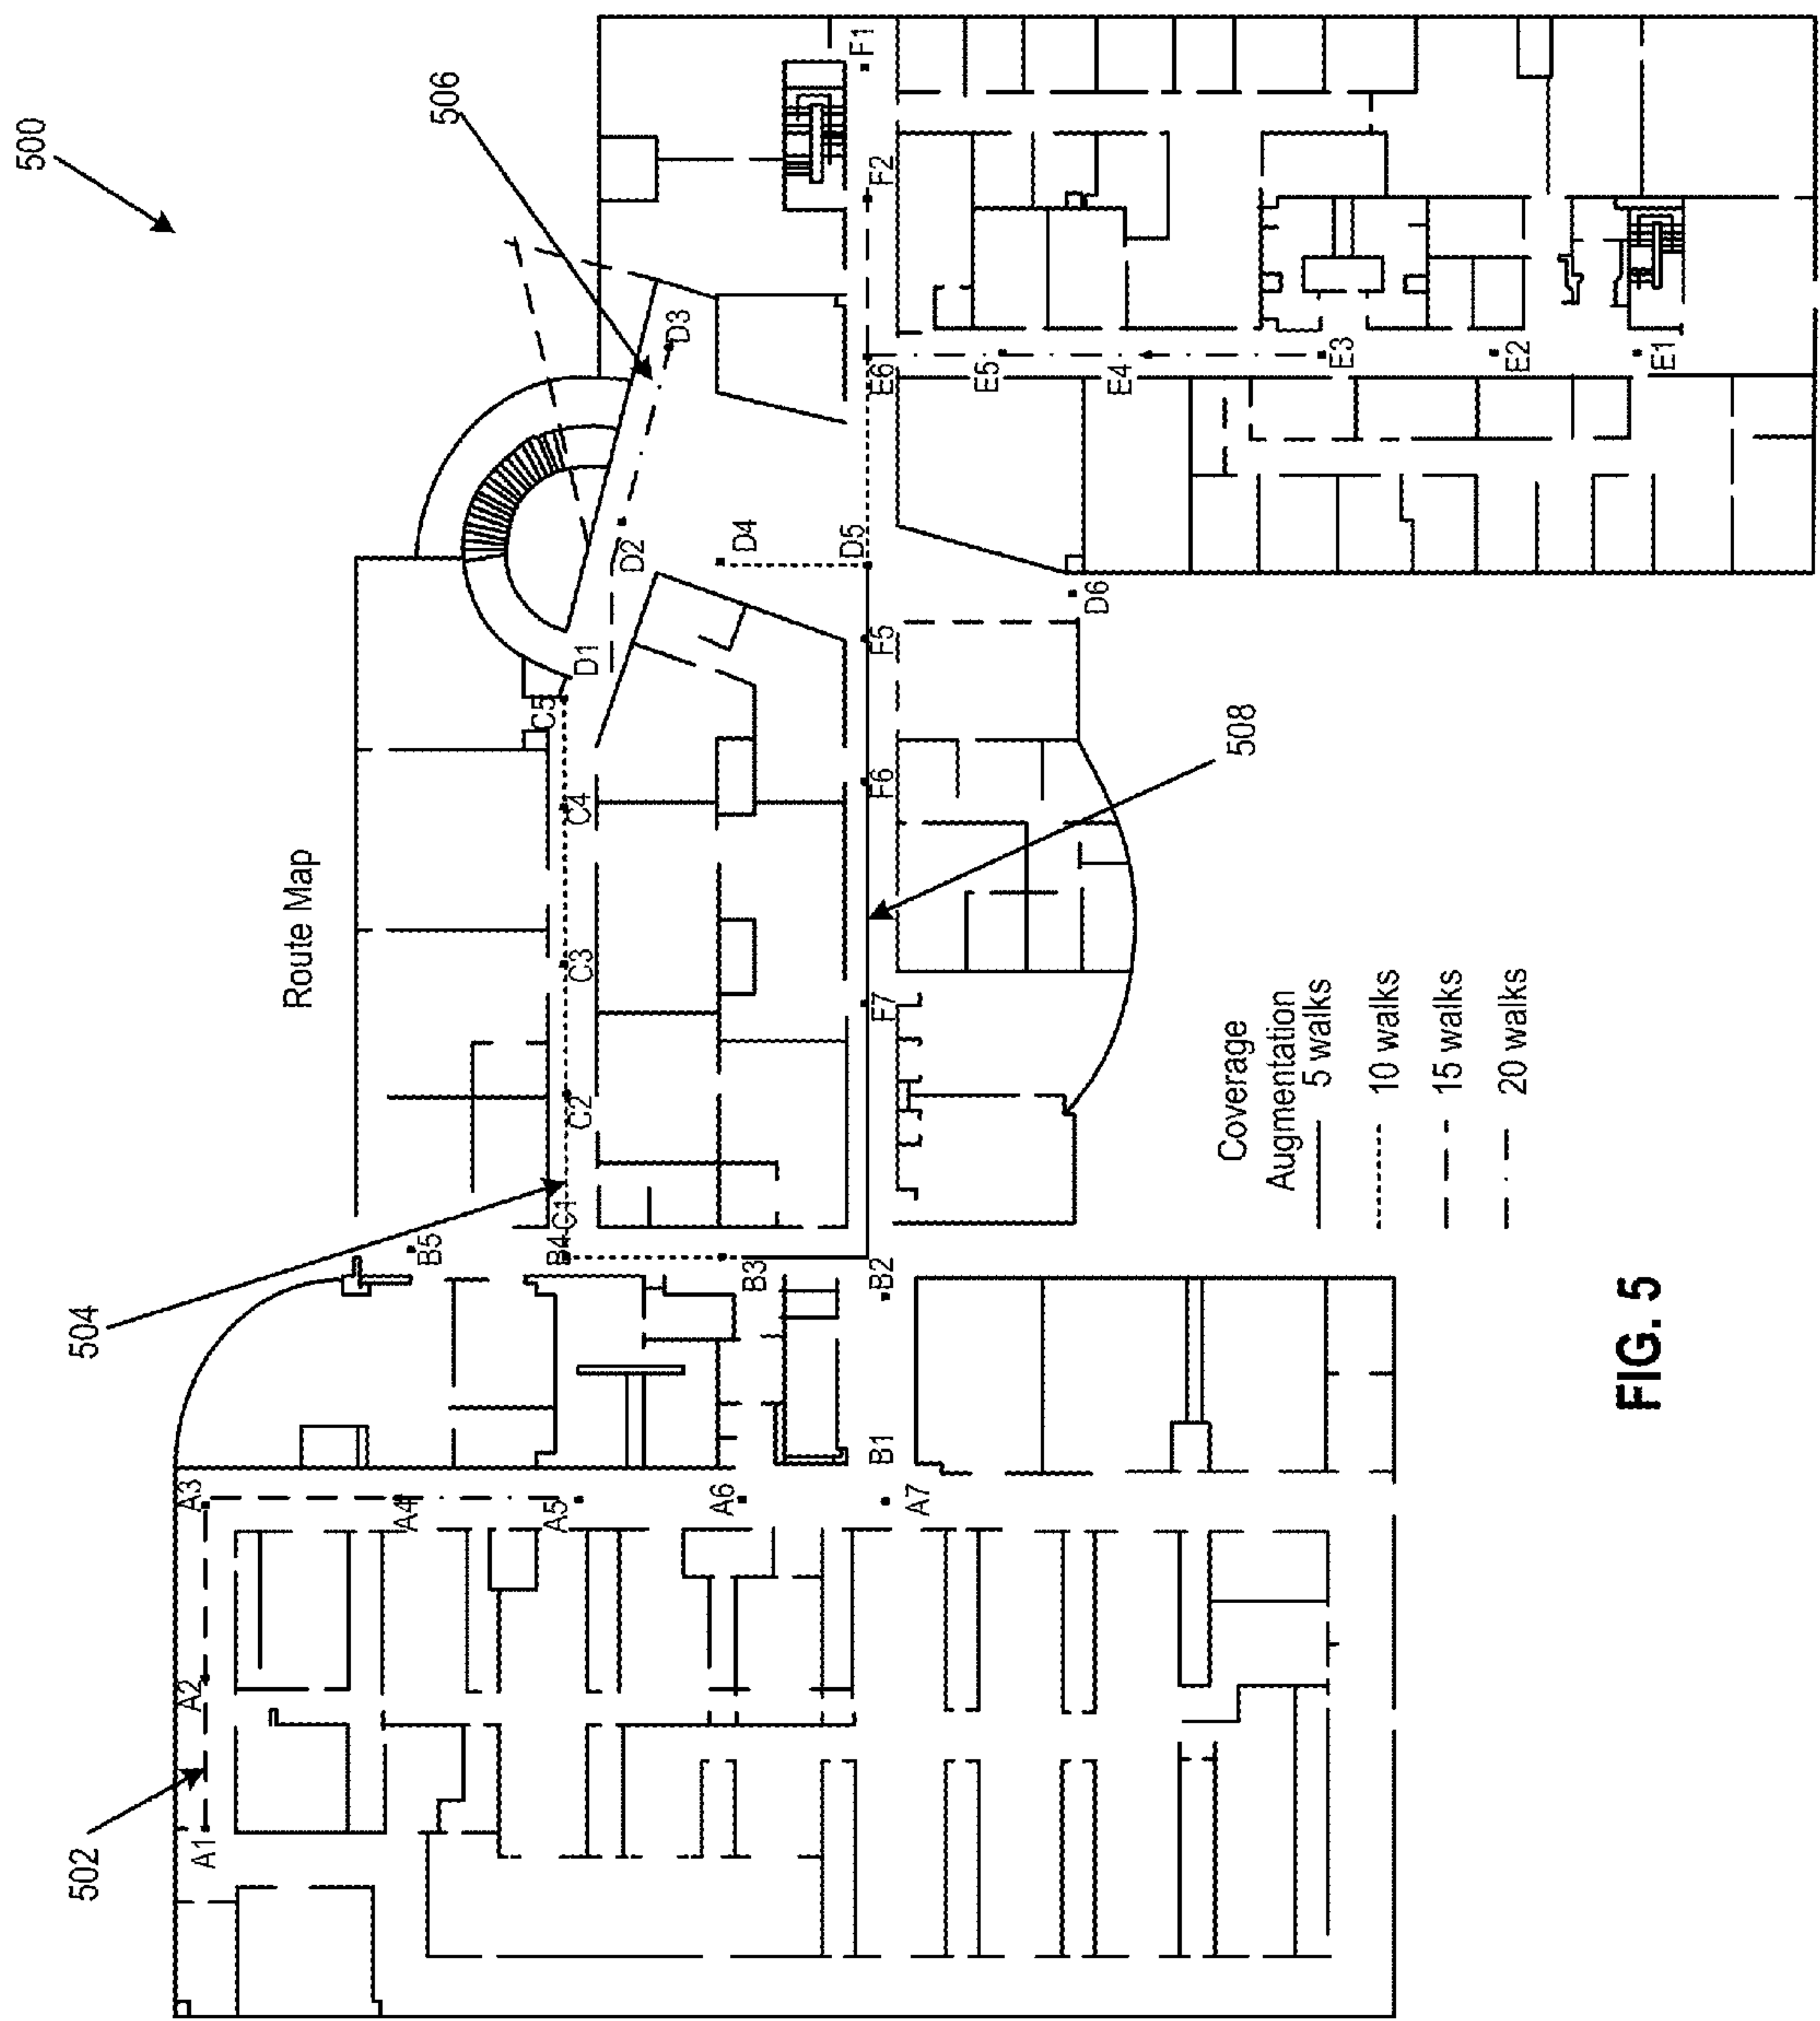 500
506
Route Map
504
502
A1
A2
A3
A4
A5
A6
A7
B1
B2
B3
B4
B5
C1
C2
C3
C4
C5
D1
D2
D3
D4
D5
D6
E1
E2
E3
E4
E5
E6
F1
F2
F5
F6
F7
508
Coverage
Augmentation
5 walks
10 walks
15 walks
20 walks
FIG. 5